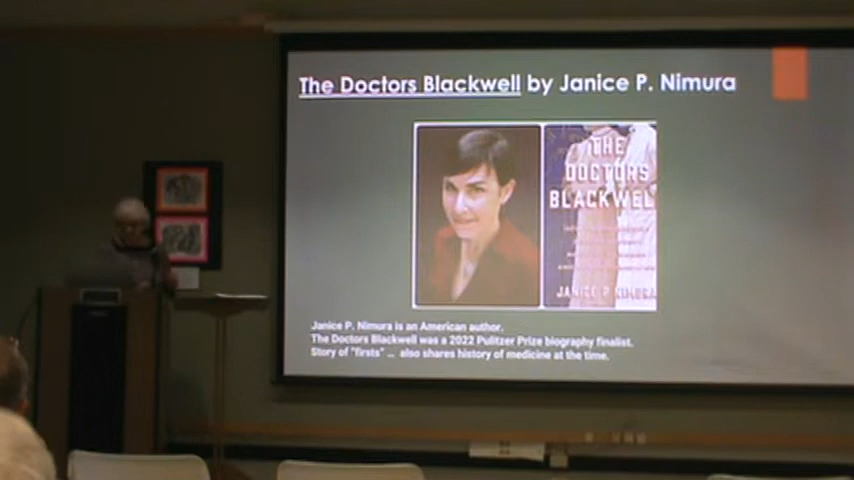 The Doctors Blackwell by Janice P. Nimura
THE
DOCTORS
BLACKWEL
JANICE P NIMURA
Janice P. Nimura is an American author.
The Doctors Blackwell was a 2022 Pulitzer Prize biography finalist.
Story of "firsts" ... also shares history of medicine at the time.